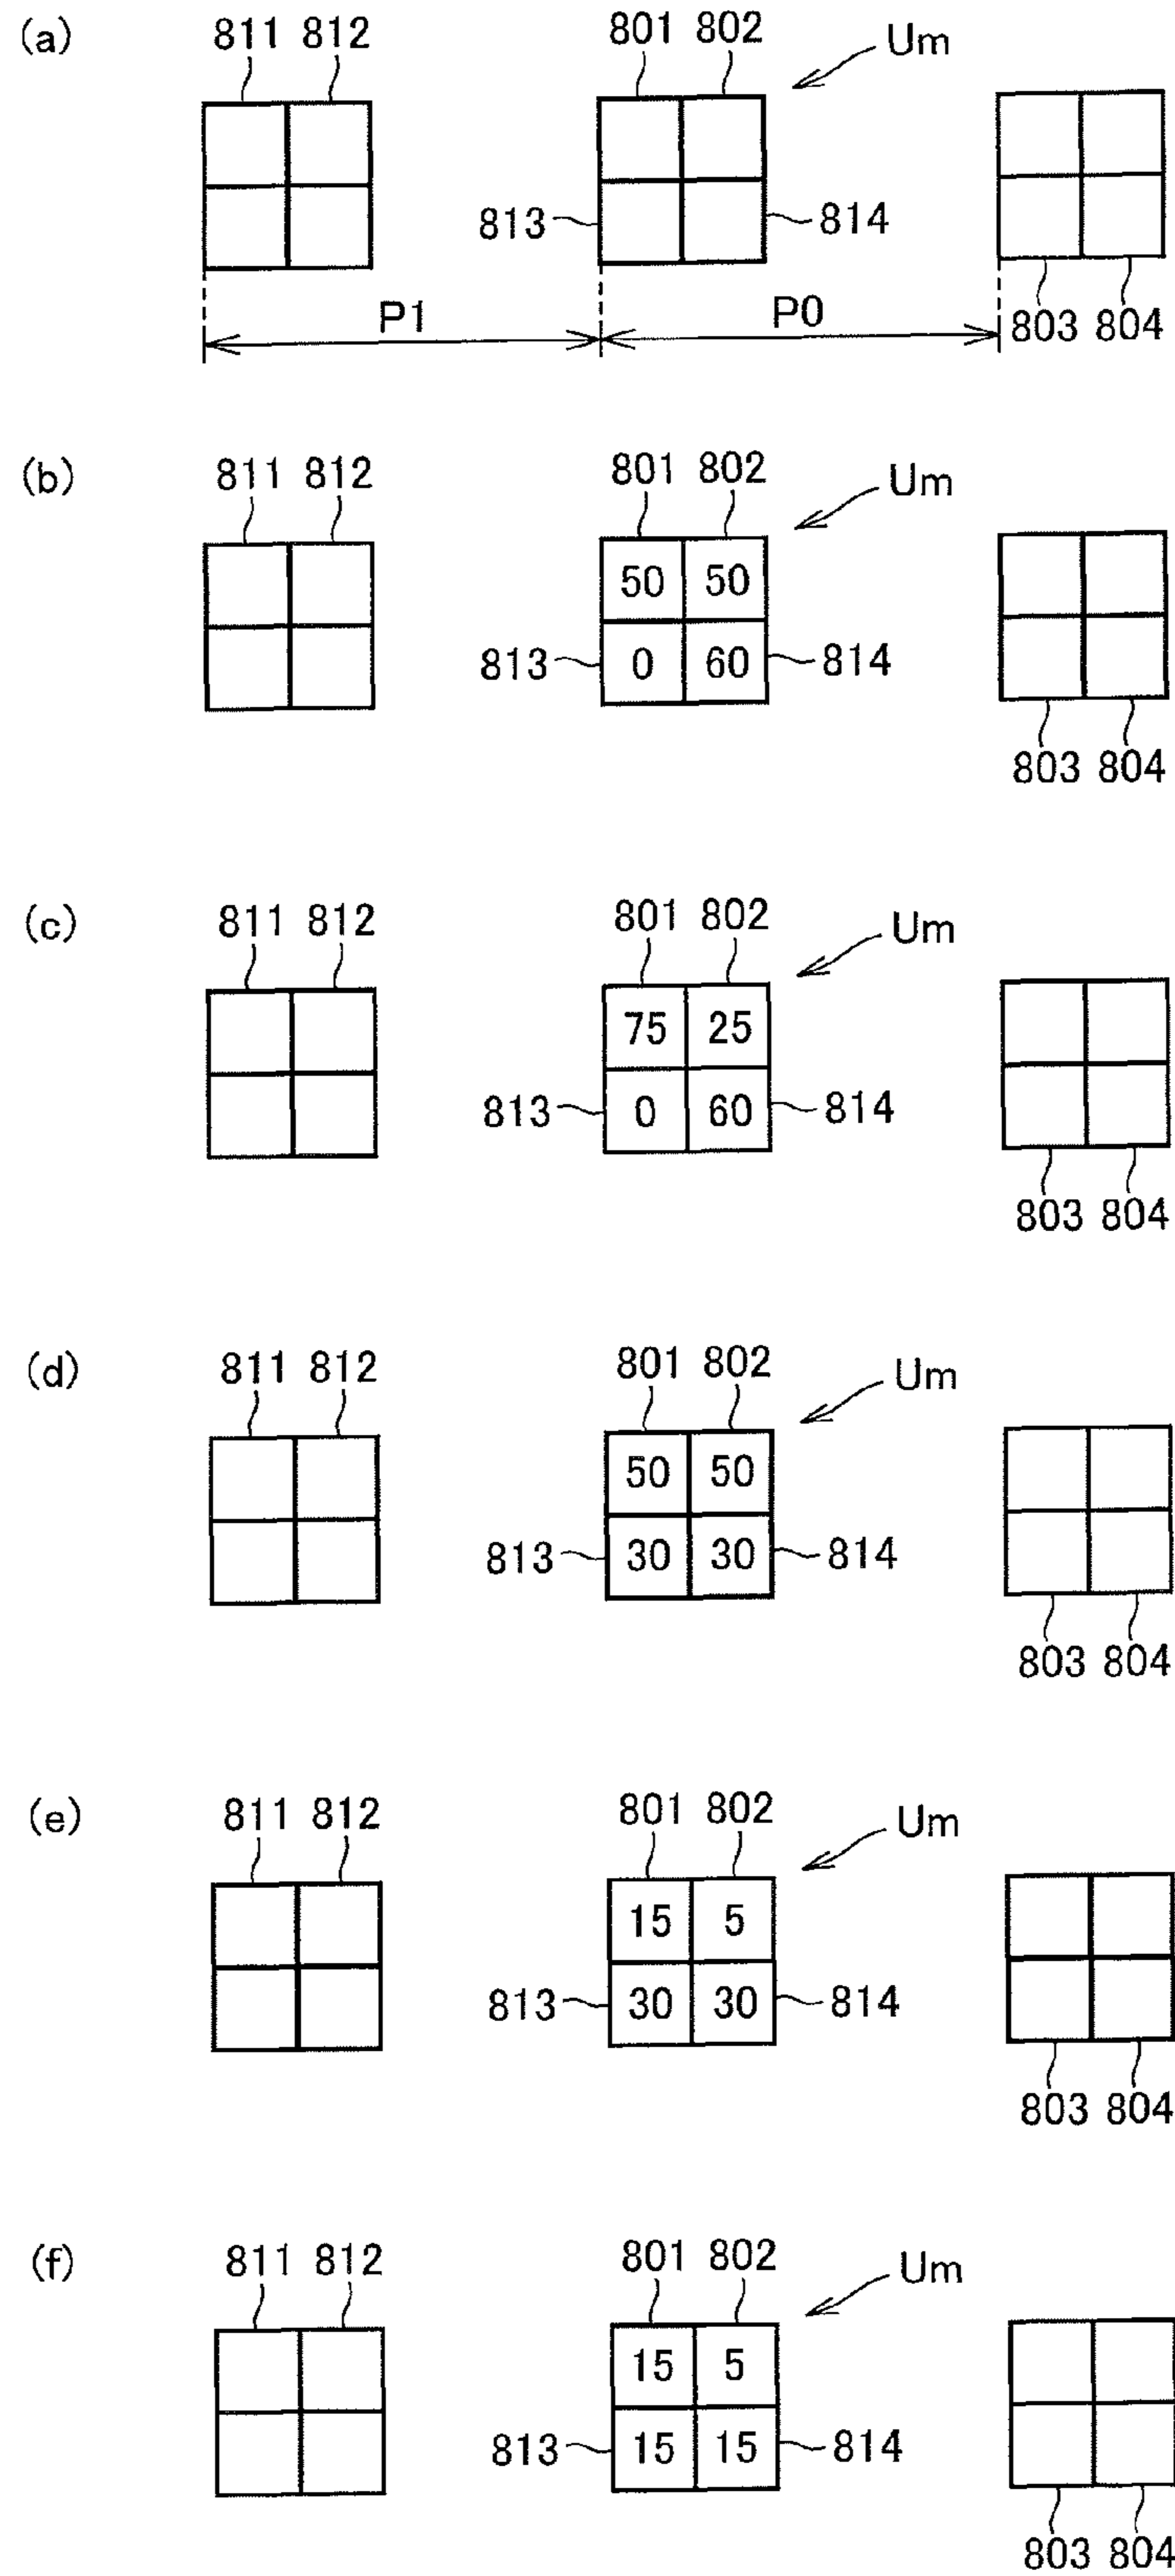 (a) 811 812 801 802 Um
813 814
P1 P0 803 804
(b) 811 812 801 802 Um
50 50
813 0 60 814
803 804
(c) 811 812 801 802 Um
75 25
813 0 60 814
803 804
(d) 811 812 801 802 Um
50 50
813 30 30 814
803 804
(e) 811 812 801 802 Um
15 5
813 30 30 814
803 804
(f) 811 812 801 802 Um
15 5
813 15 15 814
803 804